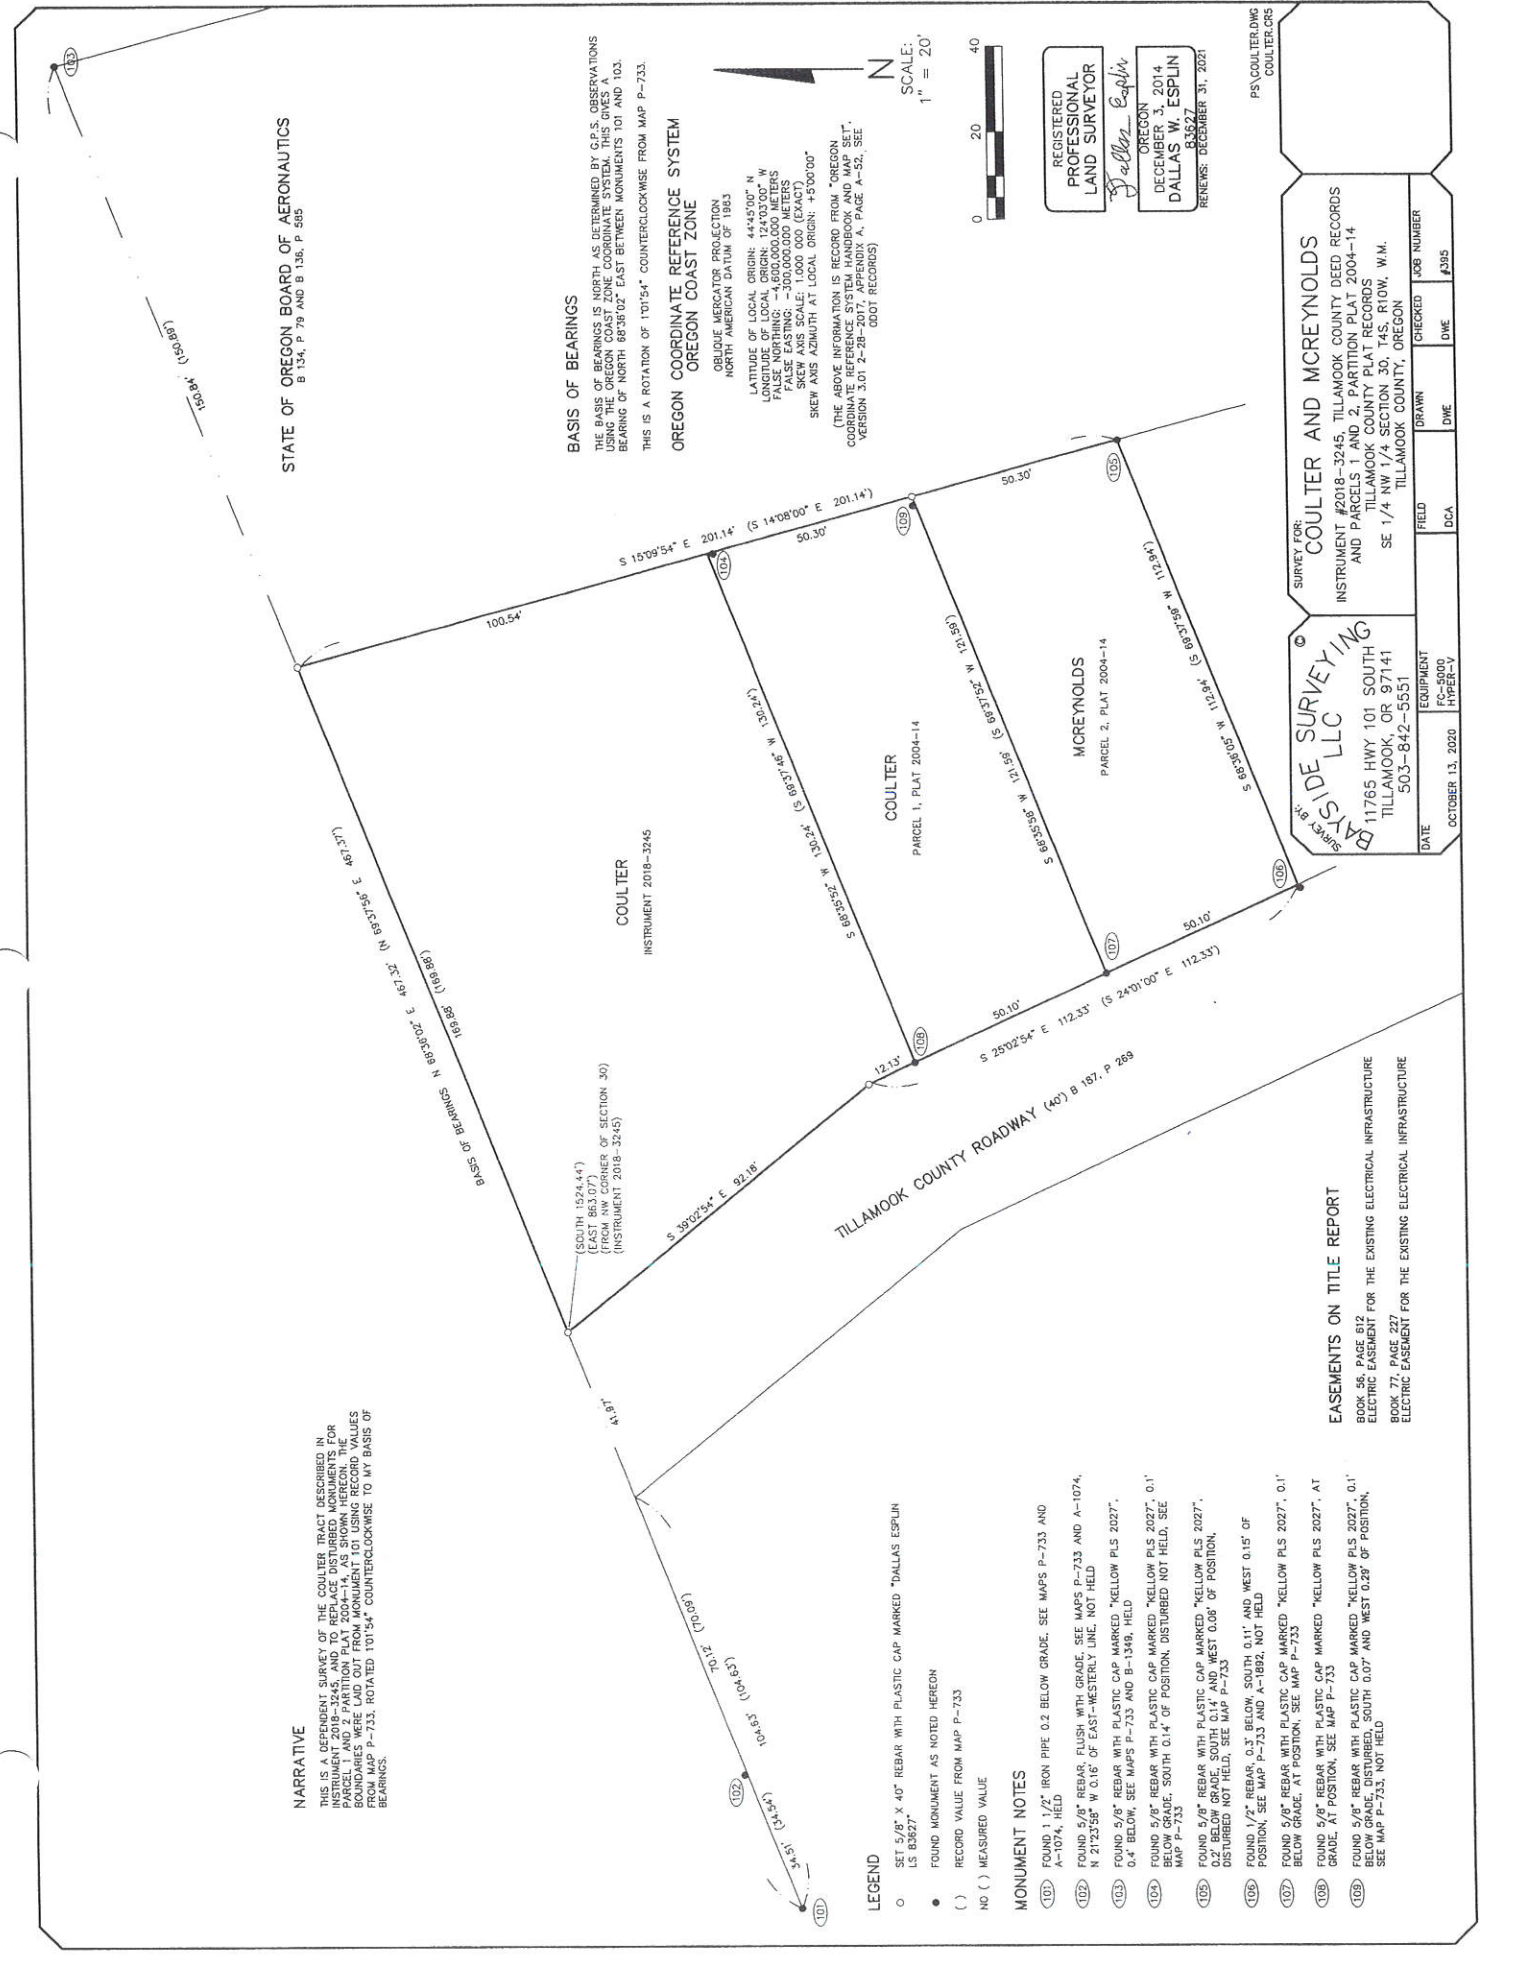 NARRATIVE
THIS IS A DEPENDENT SURVEY OF THE COULTER TRACT DESCRIBED IN
INSTRUMENT 2018-3245, AND TO REPLACE DISTURBED MONUMENTS FOR
PARCEL 1 AND 2 PARTITION PLAT 2004-14, AS SHOWN HEREON. THE
BOUNDARIES WERE LAID OUT FROM MONUMENT 101 USING RECORD VALUES
FROM MAP P-733, ROTATED 1°01'54" COUNTERCLOCKWISE TO MY BASIS OF
BEARINGS.
STATE OF OREGON BOARD OF AERONAUTICS
B 134, P 79 AND B 136, P 585
103
150.84' (150.89')
BASIS OF BEARINGS N 68°36'02" E 467.32' (N 69°37'56" E 467.37')
169.88' (169.88')
41.97'
70.12' (70.09')
104.63' (104.63')
34.51' (34.54')
102
101
(SOUTH 1524.44')
(EAST 863.07')
(FROM NW CORNER OF SECTION 30)
(INSTRUMENT 2018-3245)
COULTER
INSTRUMENT 2018-3245
100.54'
S 15°09'54" E 201.14' (S 14°08'00" E 201.14')
104
50.30'
109
50.30'
105
S 39°02'54" E 92.18'
S 68°35'52" W 130.24' (S 69°37'46" W 130.24')
COULTER
PARCEL 1, PLAT 2004-14
S 68°35'58" W 121.59' (S 69°37'52" W 121.59')
MCREYNOLDS
PARCEL 2, PLAT 2004-14
S 68°36'05" W 112.94' (S 69°37'59" W 112.94')
12.13'
108
50.10'
107
50.10'
106
S 25°02'54" E 112.33' (S 24°01'00" E 112.33')
TILLAMOOK COUNTY ROADWAY (40') B 187, P 269
BASIS OF BEARINGS
THE BASIS OF BEARINGS IS NORTH AS DETERMINED BY G.P.S. OBSERVATIONS
USING THE OREGON COAST ZONE COORDINATE SYSTEM. THIS GIVES A
BEARING OF NORTH 68°36'02" EAST BETWEEN MONUMENTS 101 AND 103.
THIS IS A ROTATION OF 1°01'54" COUNTERCLOCKWISE FROM MAP P-733.
OREGON COORDINATE REFERENCE SYSTEM
OREGON COAST ZONE
OBLIQUE MERCATOR PROJECTION
NORTH AMERICAN DATUM OF 1983
LATITUDE OF LOCAL ORIGIN: 44°45'00" N
LONGITUDE OF LOCAL ORIGIN: 124°03'00" W
FALSE NORTHING: -4,600,000.000 METERS
FALSE EASTING: -300,000.000 METERS
SKEW AXIS SCALE: 1.000 000 (EXACT)
SKEW AXIS AZIMUTH AT LOCAL ORIGIN: +5°00'00"
(THE ABOVE INFORMATION IS RECORD FROM "OREGON
COORDINATE REFERENCE SYSTEM HANDBOOK AND MAP SET",
VERSION 3.01 2-28-2017, APPENDIX A, PAGE A-52, SEE
ODOT RECORDS)
N
SCALE:
1" = 20'
0 20 40
REGISTERED
PROFESSIONAL
LAND SURVEYOR
Dallas Esplin
OREGON
DECEMBER 3, 2014
DALLAS W. ESPLIN
83627
RENEWS: DECEMBER 31, 2021
PS\COULTER.DWG
COULTER.CR5
LEGEND
○ SET 5/8" X 40" REBAR WITH PLASTIC CAP MARKED "DALLAS ESPLIN
LS 83627"
● FOUND MONUMENT AS NOTED HEREON
( ) RECORD VALUE FROM MAP P-733
NO ( ) MEASURED VALUE
MONUMENT NOTES
101 FOUND 1 1/2" IRON PIPE 0.2 BELOW GRADE, SEE MAPS P-733 AND
A-1074, HELD
102 FOUND 5/8" REBAR, FLUSH WITH GRADE, SEE MAPS P-733 AND A-1074,
N 21°23'58" W 0.16' OF EAST-WESTERLY LINE, NOT HELD
103 FOUND 5/8" REBAR WITH PLASTIC CAP MARKED "KELLOW PLS 2027",
0.4' BELOW, SEE MAPS P-733 AND B-1349, HELD
104 FOUND 5/8" REBAR WITH PLASTIC CAP MARKED "KELLOW PLS 2027", 0.1'
BELOW GRADE, SOUTH 0.14' OF POSITION, DISTURBED NOT HELD, SEE
MAP P-733
105 FOUND 5/8" REBAR WITH PLASTIC CAP MARKED "KELLOW PLS 2027",
0.2' BELOW GRADE, SOUTH 0.14' AND WEST 0.06' OF POSITION,
DISTURBED NOT HELD, SEE MAP P-733
106 FOUND 1/2" REBAR, 0.3' BELOW, SOUTH 0.11' AND WEST 0.15' OF
POSITION, SEE MAP P-733 AND A-1892, NOT HELD
107 FOUND 5/8" REBAR WITH PLASTIC CAP MARKED "KELLOW PLS 2027", 0.1'
BELOW GRADE, AT POSITION, SEE MAP P-733
108 FOUND 5/8" REBAR WITH PLASTIC CAP MARKED "KELLOW PLS 2027", AT
GRADE, AT POSITION, SEE MAP P-733
109 FOUND 5/8" REBAR WITH PLASTIC CAP MARKED "KELLOW PLS 2027", 0.1'
BELOW GRADE, DISTURBED, SOUTH 0.07' AND WEST 0.29' OF POSITION,
SEE MAP P-733, NOT HELD
EASEMENTS ON TITLE REPORT
BOOK 56, PAGE 612
ELECTRIC EASEMENT FOR THE EXISTING ELECTRICAL INFRASTRUCTURE
BOOK 77, PAGE 227
ELECTRIC EASEMENT FOR THE EXISTING ELECTRICAL INFRASTRUCTURE
SURVEY BY:
BAYSIDE SURVEYING ©
LLC
11765 HWY 101 SOUTH
TILLAMOOK, OR 97141
503-842-5551
SURVEY FOR:
COULTER AND MCREYNOLDS
INSTRUMENT #2018-3245, TILLAMOOK COUNTY DEED RECORDS
AND PARCELS 1 AND 2, PARTITION PLAT 2004-14
TILLAMOOK COUNTY PLAT RECORDS
SE 1/4 NW 1/4 SECTION 30, T4S, R10W, W.M.
TILLAMOOK COUNTY, OREGON
DATE EQUIPMENT FIELD DRAWN CHECKED JOB NUMBER
OCTOBER 13, 2020 FC-5000 DCA DWE DWE #395
HYPER-V